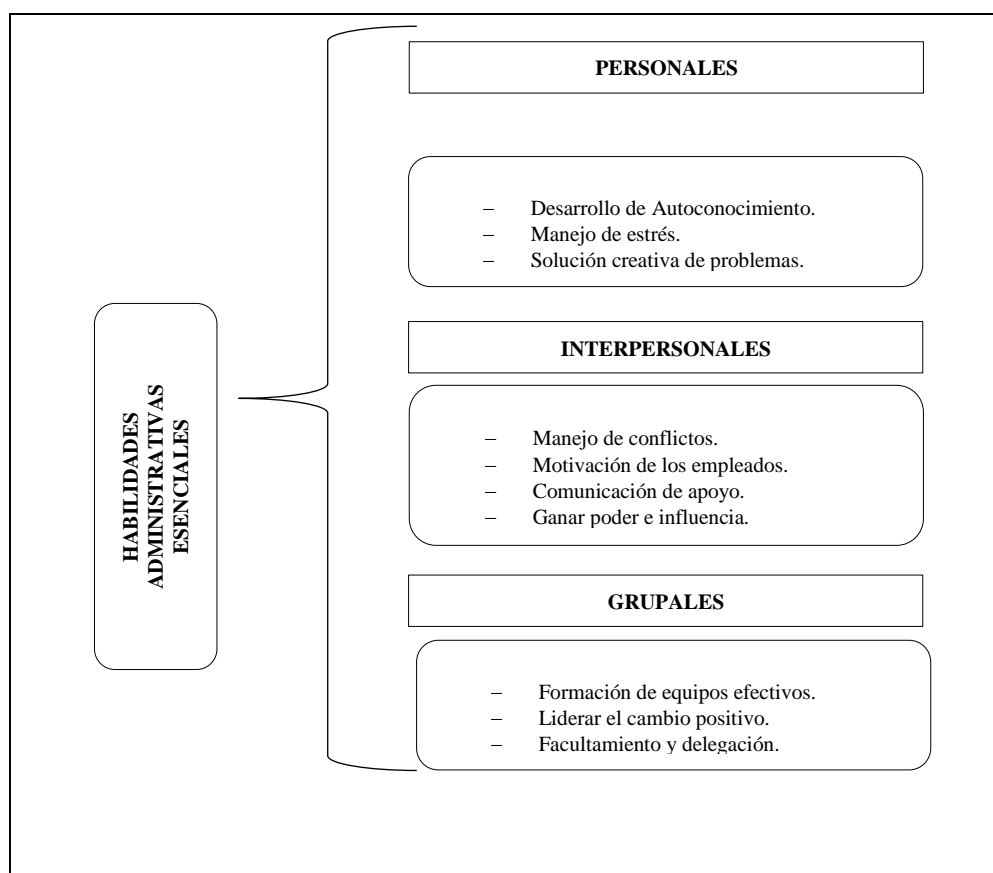 PERSONALES
– Desarrollo de Autoconocimiento.
– Manejo de estrés.
– Solución creativa de problemas.
HABILIDADES
ADMINISTRATIVAS
ESENCIALES
INTERPERSONALES
– Manejo de conflictos.
– Motivación de los empleados.
– Comunicación de apoyo.
– Ganar poder e influencia.
GRUPALES
– Formación de equipos efectivos.
– Liderar el cambio positivo.
– Facultamiento y delegación.